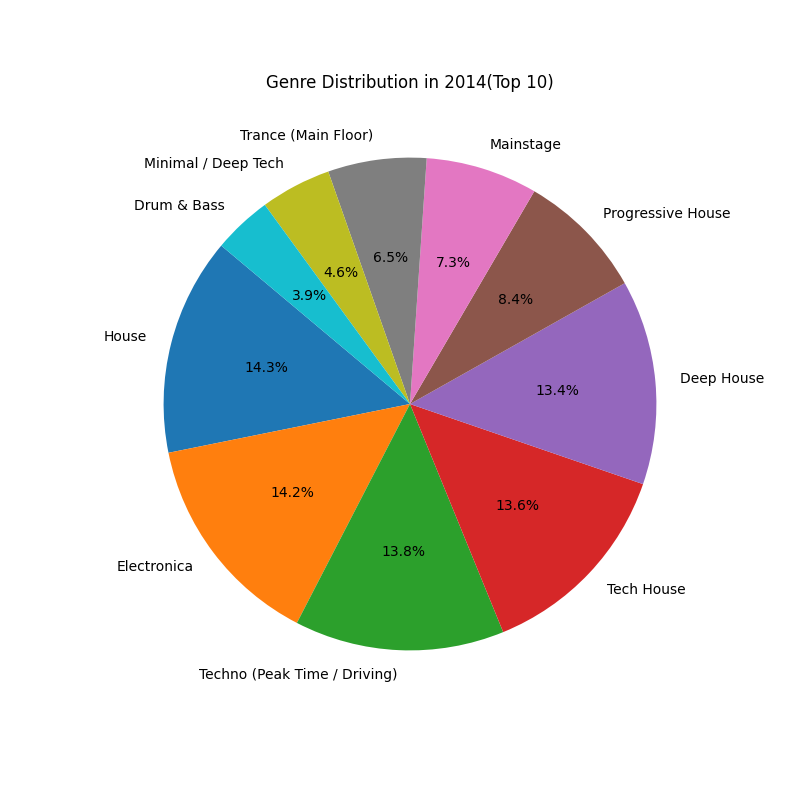 Genre Distribution in 2014(Top 10)
Trance (Main Floor)
Mainstage
Minimal / Deep Tech
Drum & Bass
Progressive House
House
Deep House
Electronica
Tech House
Techno (Peak Time / Driving)
6.5%
7.3%
4.6%
3.9%
8.4%
14.3%
13.4%
14.2%
13.6%
13.8%